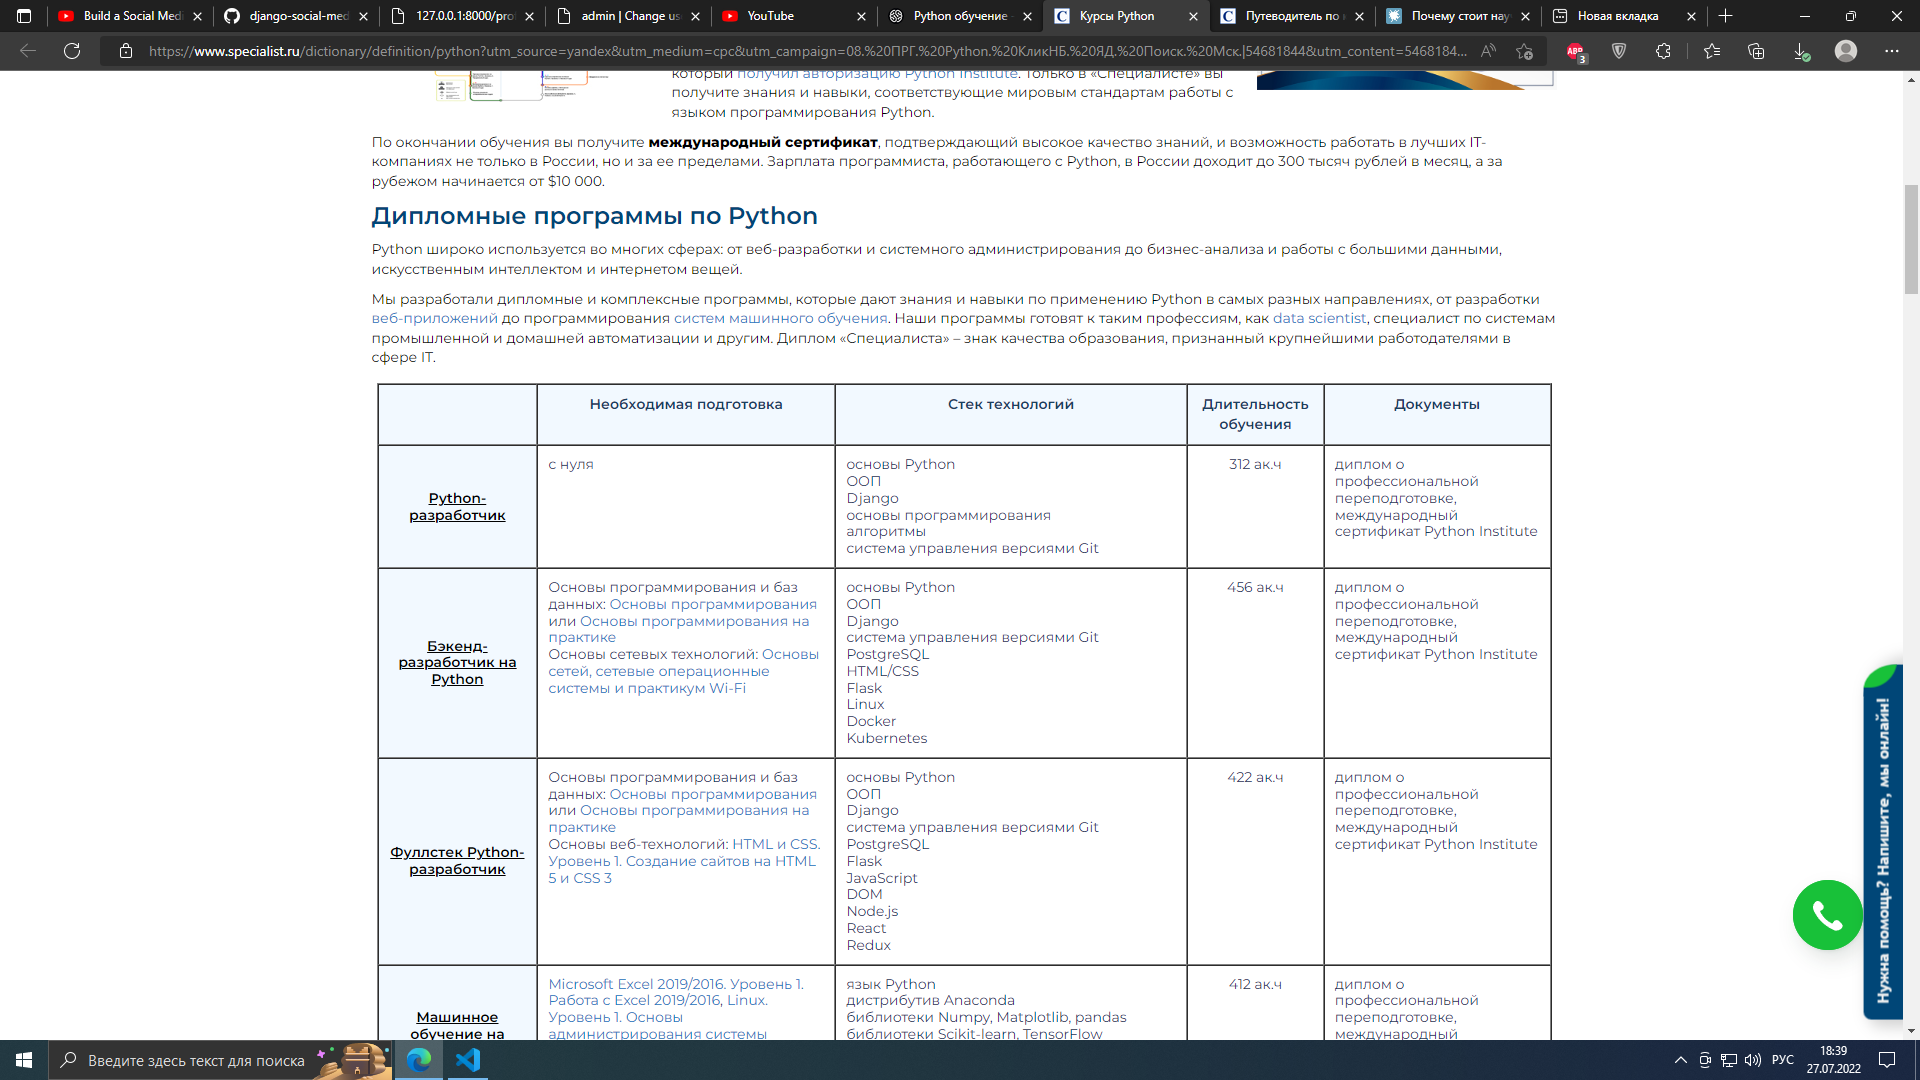 Build a Social Medi
django-social-med
127.0.0.1:8000/prof
admin | Change us
YouTube
Python обучение -
Курсы Python
Путеводитель по к
Почему стоит науч
Новая вкладка
https://www.specialist.ru/dictionary/definition/python?utm_source=yandex&utm_medium=cpc&utm_campaign=08.%20ПРГ.%20Python.%20КликНБ.%20ЯД.%20Поиск.%20Мск.|54681844&utm_content=5468184...
ABP
3
который получил авторизацию Python Institute. Только в «Специалисте» вы
получите знания и навыки, соответствующие мировым стандартам работы с
языком программирования Python.
По окончании обучения вы получите международный сертификат, подтверждающий высокое качество знаний, и возможность работать в лучших IT-
компаниях не только в России, но и за ее пределами. Зарплата программиста, работающего с Python, в России доходит до 300 тысяч рублей в месяц, а за
рубежом начинается от $10 000.
Дипломные программы по Python
Python широко используется во многих сферах: от веб-разработки и системного администрирования до бизнес-анализа и работы с большими данными,
искусственным интеллектом и интернетом вещей.
Мы разработали дипломные и комплексные программы, которые дают знания и навыки по применению Python в самых разных направлениях, от разработки
веб-приложений до программирования систем машинного обучения. Наши программы готовят к таким профессиям, как data scientist, специалист по системам
промышленной и домашней автоматизации и другим. Диплом «Специалиста» – знак качества образования, признанный крупнейшими работодателями в
сфере IT.
Необходимая подготовка
Стек технологий
Длительность
обучения
Документы
Python-
разработчик
с нуля
основы Python
ООП
Django
основы программирования
алгоритмы
система управления версиями Git
312 ак.ч
диплом о
профессиональной
переподготовке,
международный
сертификат Python Institute
Бэкенд-
разработчик на
Python
Основы программирования и баз
данных: Основы программирования
или Основы программирования на
практике
Основы сетевых технологий: Основы
сетей, сетевые операционные
системы и практикум Wi-Fi
основы Python
ООП
Django
система управления версиями Git
PostgreSQL
HTML/CSS
Flask
Linux
Docker
Kubernetes
456 ак.ч
диплом о
профессиональной
переподготовке,
международный
сертификат Python Institute
Фуллстек Python-
разработчик
Основы программирования и баз
данных: Основы программирования
или Основы программирования на
практике
Основы веб-технологий: HTML и CSS.
Уровень 1. Создание сайтов на HTML
5 и CSS 3
основы Python
ООП
Django
система управления версиями Git
PostgreSQL
Flask
JavaScript
DOM
Node.js
React
Redux
422 ак.ч
диплом о
профессиональной
переподготовке,
международный
сертификат Python Institute
Машинное
обучение на
Microsoft Excel 2019/2016. Уровень 1.
Работа с Excel 2019/2016, Linux.
Уровень 1. Основы
администрирования системы
язык Python
дистрибутив Anaconda
библиотеки Numpy, Matplotlib, pandas
библиотеки Scikit-learn, TensorFlow
412 ак.ч
диплом о
профессиональной
переподготовке,
международный
Нужна помощь? Напишите, мы онлайн!
Введите здесь текст для поиска
РУС
18:39
27.07.2022